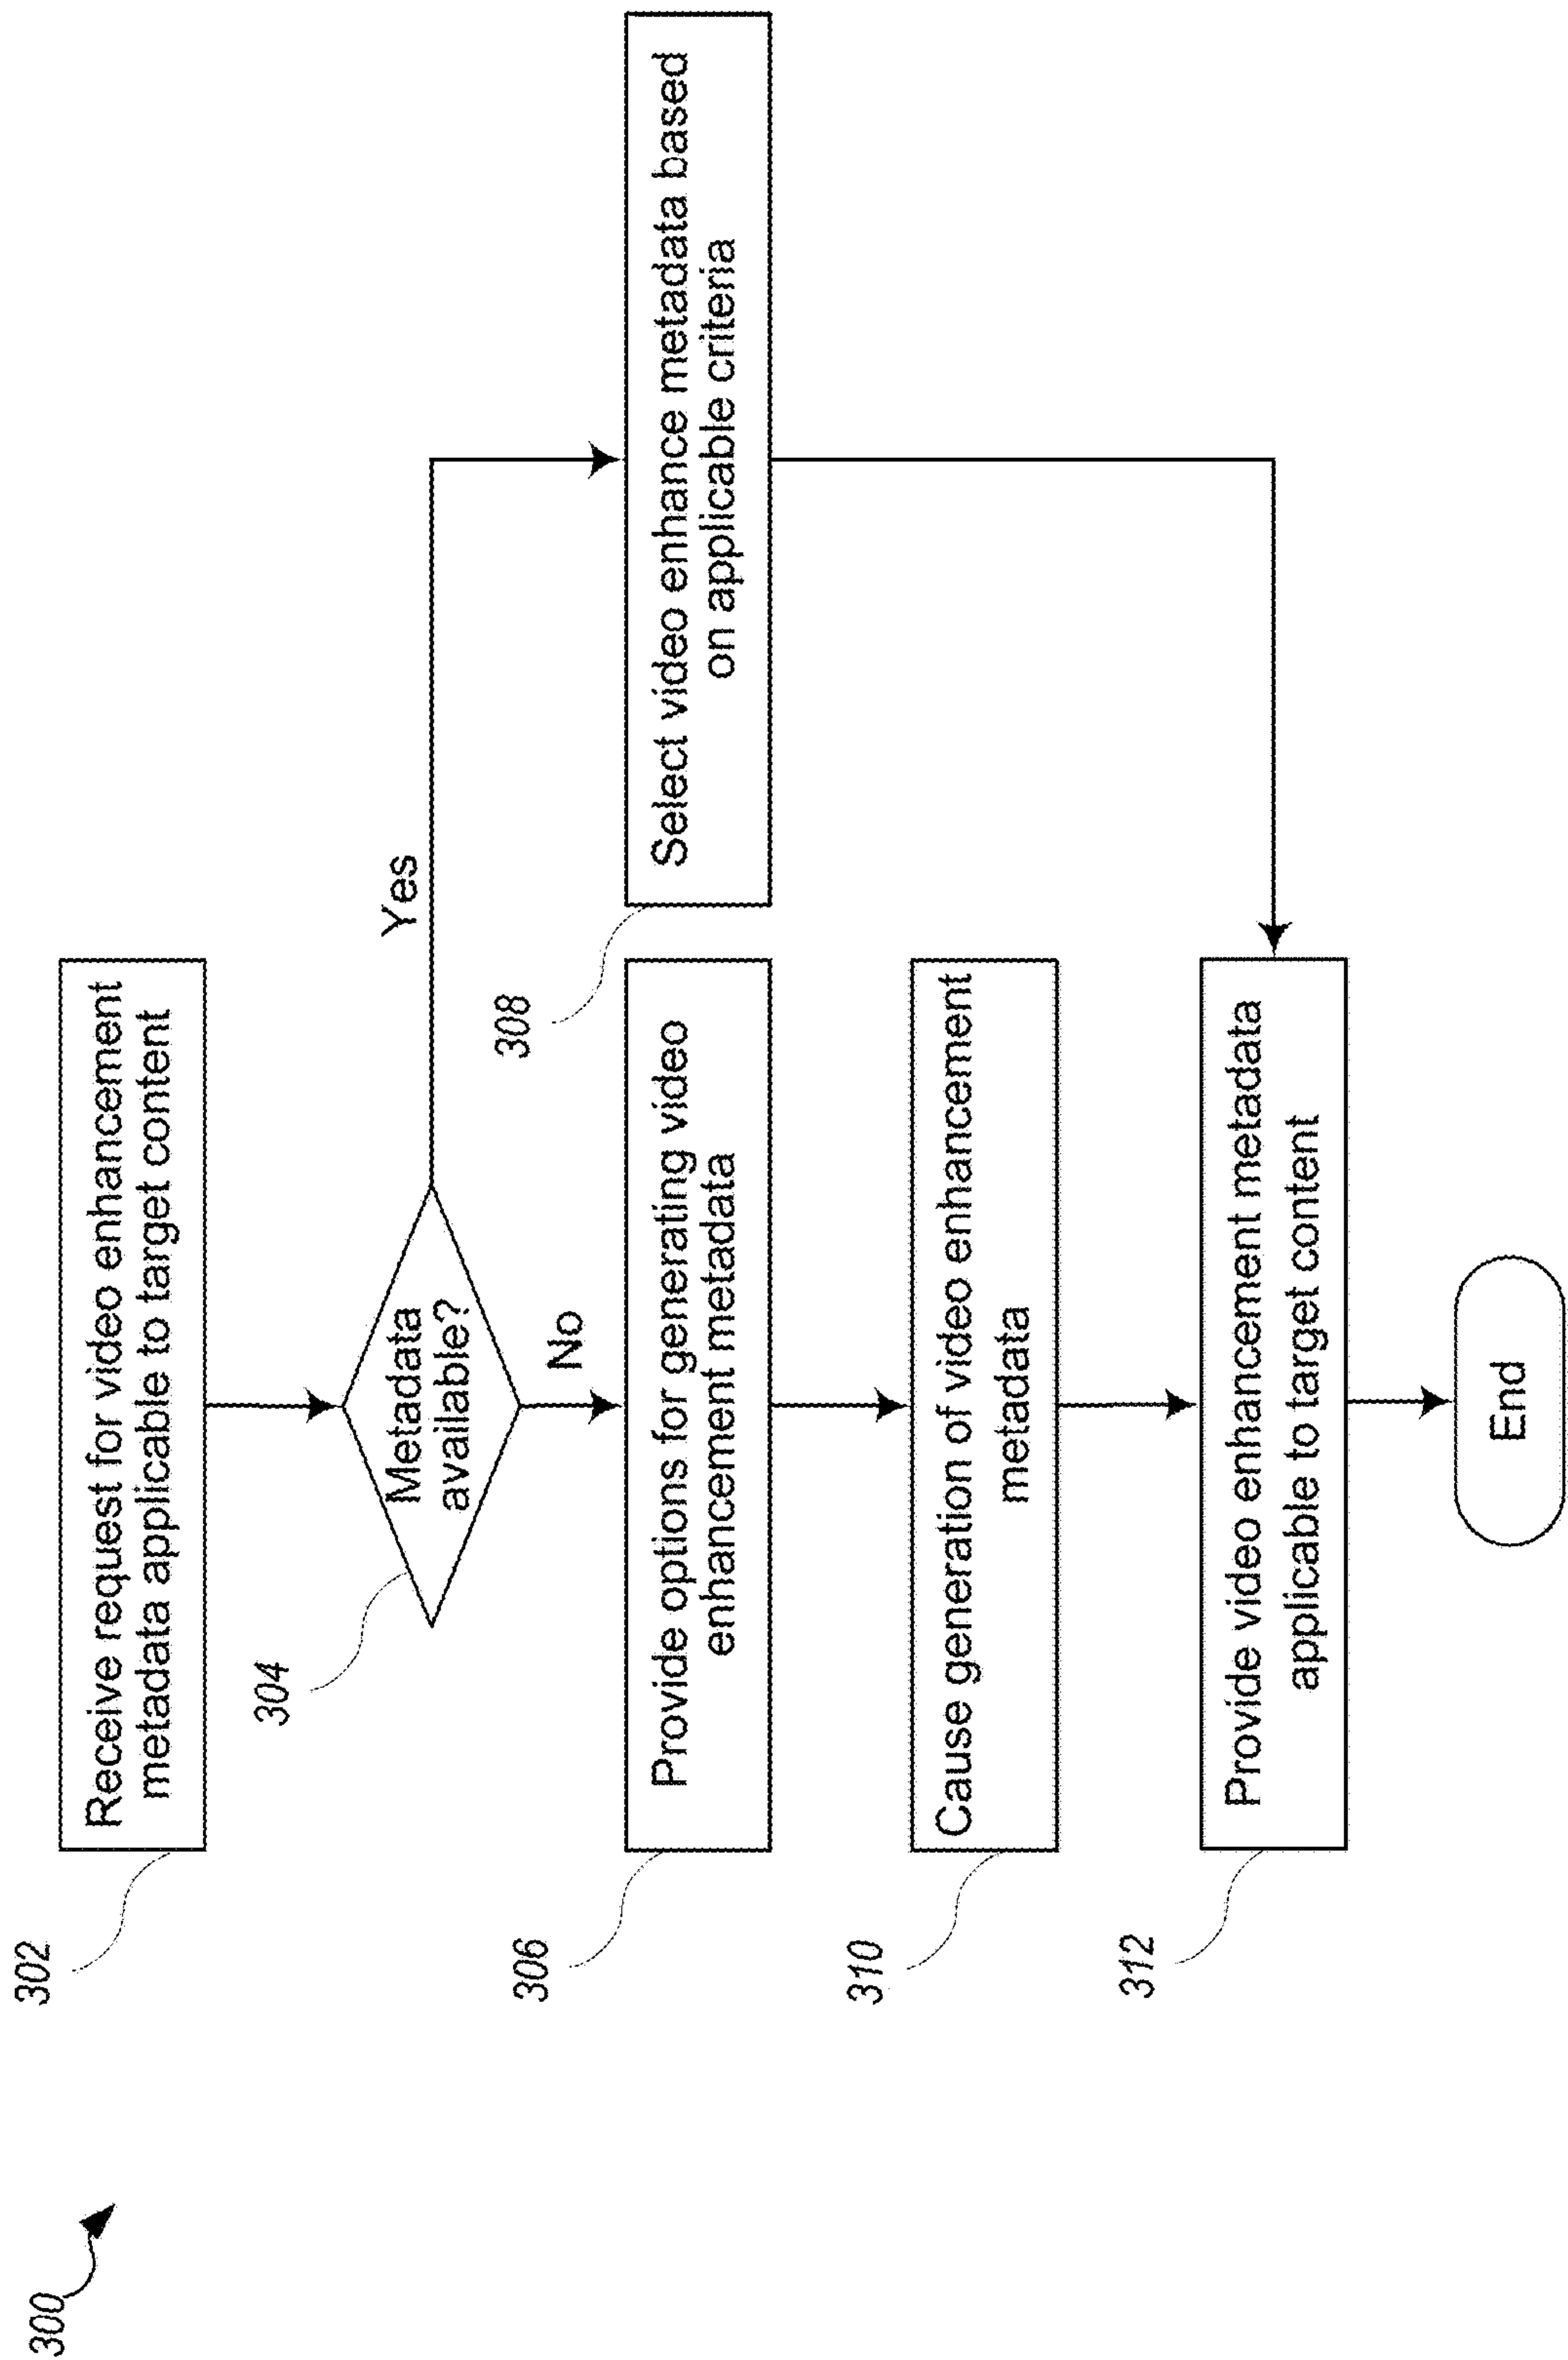 300
302
Receive request for video enhancement
metadata applicable to target content
304
Metadata
available?
Yes
No
306
Provide options for generating video
enhancement metadata
308
Select video enhance metadata based
on applicable criteria
310
Cause generation of video enhancement
metadata
312
Provide video enhancement metadata
applicable to target content
End